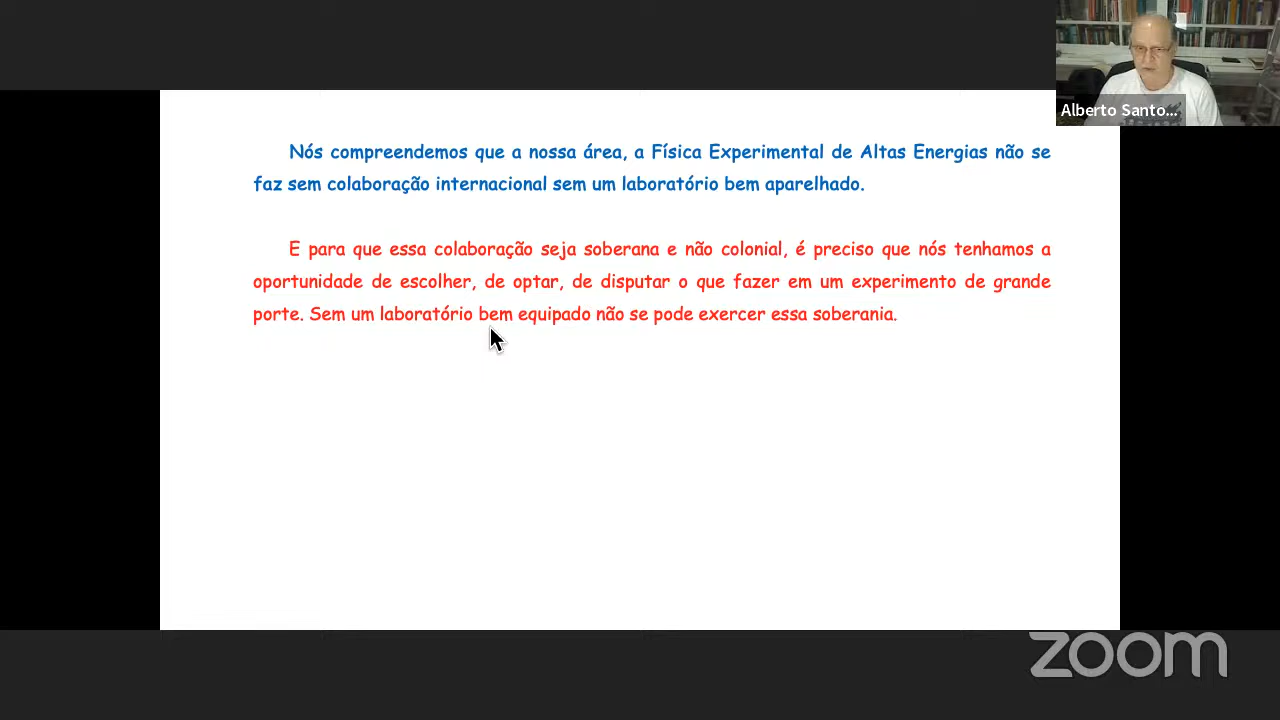 Alberto Santo...
Nós compreendemos que a nossa área, a Física Experimental de Altas Energias não se
faz sem colaboração internacional sem um laboratório bem aparelhado.
E para que essa colaboração seja soberana e não colonial, é preciso que nós tenhamos a
oportunidade de escolher, de optar, de disputar o que fazer em um experimento de grande
porte. Sem um laboratório bem equipado não se pode exercer essa soberania.
zoom